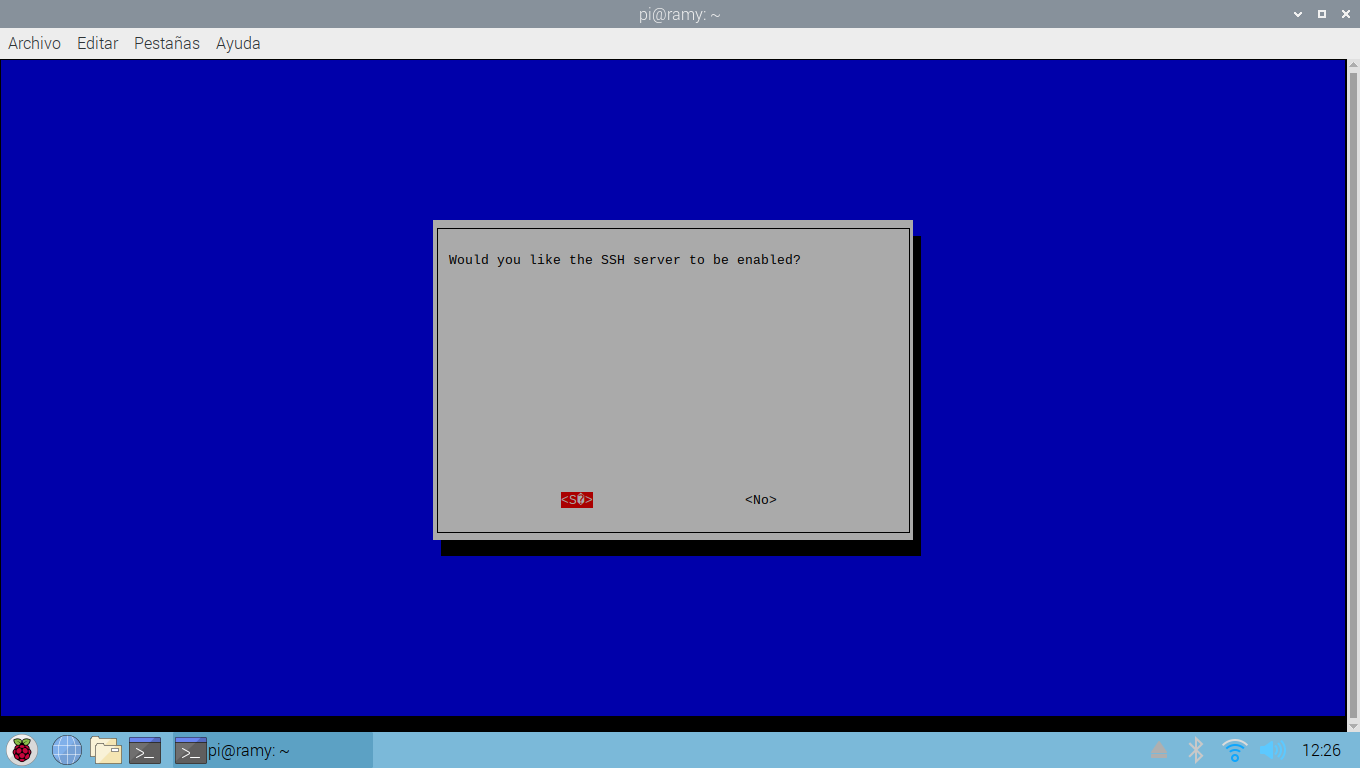 pi@ramy: ~
Archivo Editar Pestañas Ayuda
Would you like the SSH server to be enabled?
<S�> <No>
pi@ramy: ~ 12:26